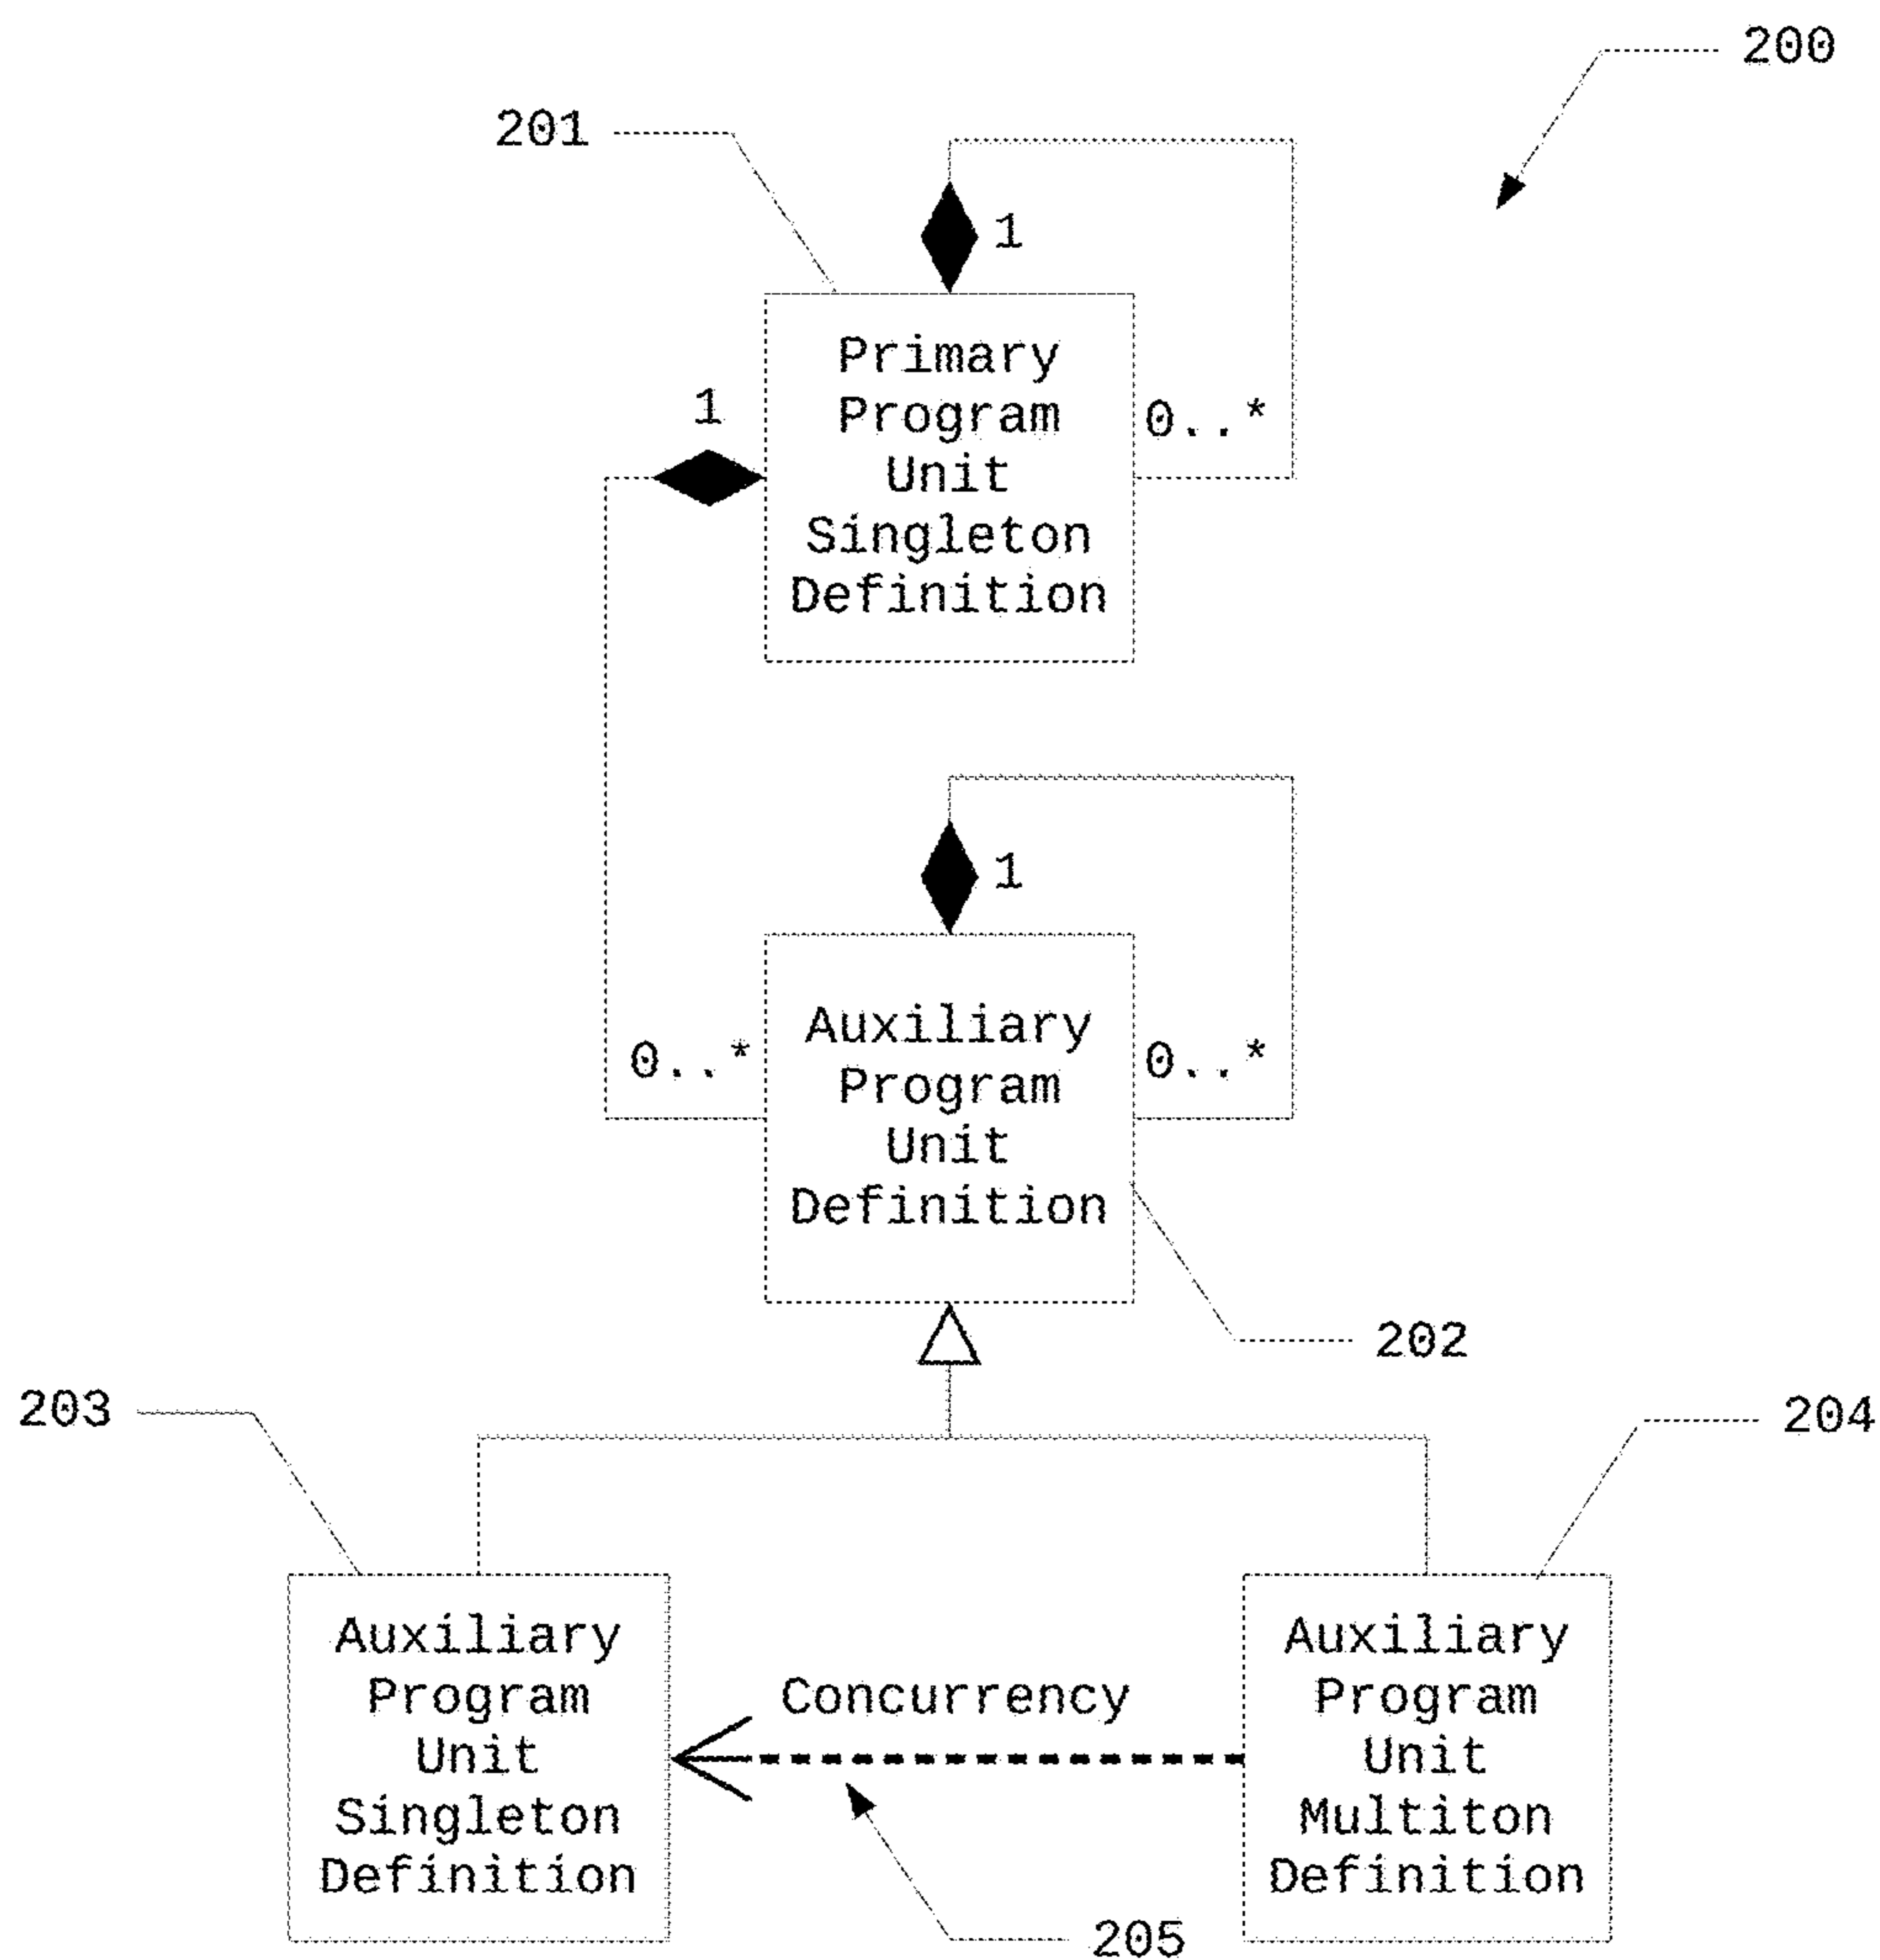 200
201
1
Primary
Program
Unit
Singleton
Definition
1
0..*
1
Auxiliary
Program
Unit
Definition
0..*
0..*
202
203
204
Auxiliary
Program
Unit
Singleton
Definition
Concurrency
Auxiliary
Program
Unit
Multiton
Definition
205